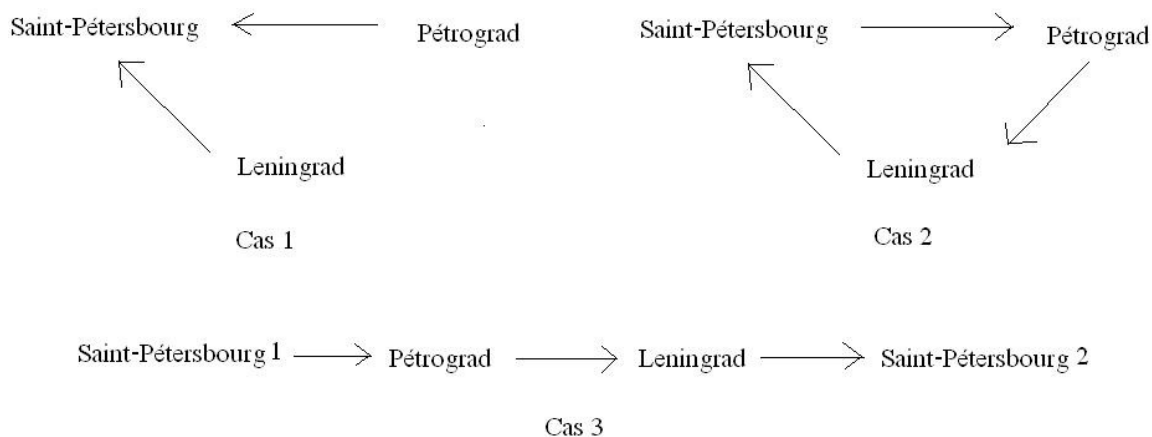 Saint-Pétersbourg Pétrograd
Leningrad
Cas 1
Saint-Pétersbourg Pétrograd
Leningrad
Cas 2
Saint-Pétersbourg 1 Pétrograd Leningrad Saint-Pétersbourg 2
Cas 3